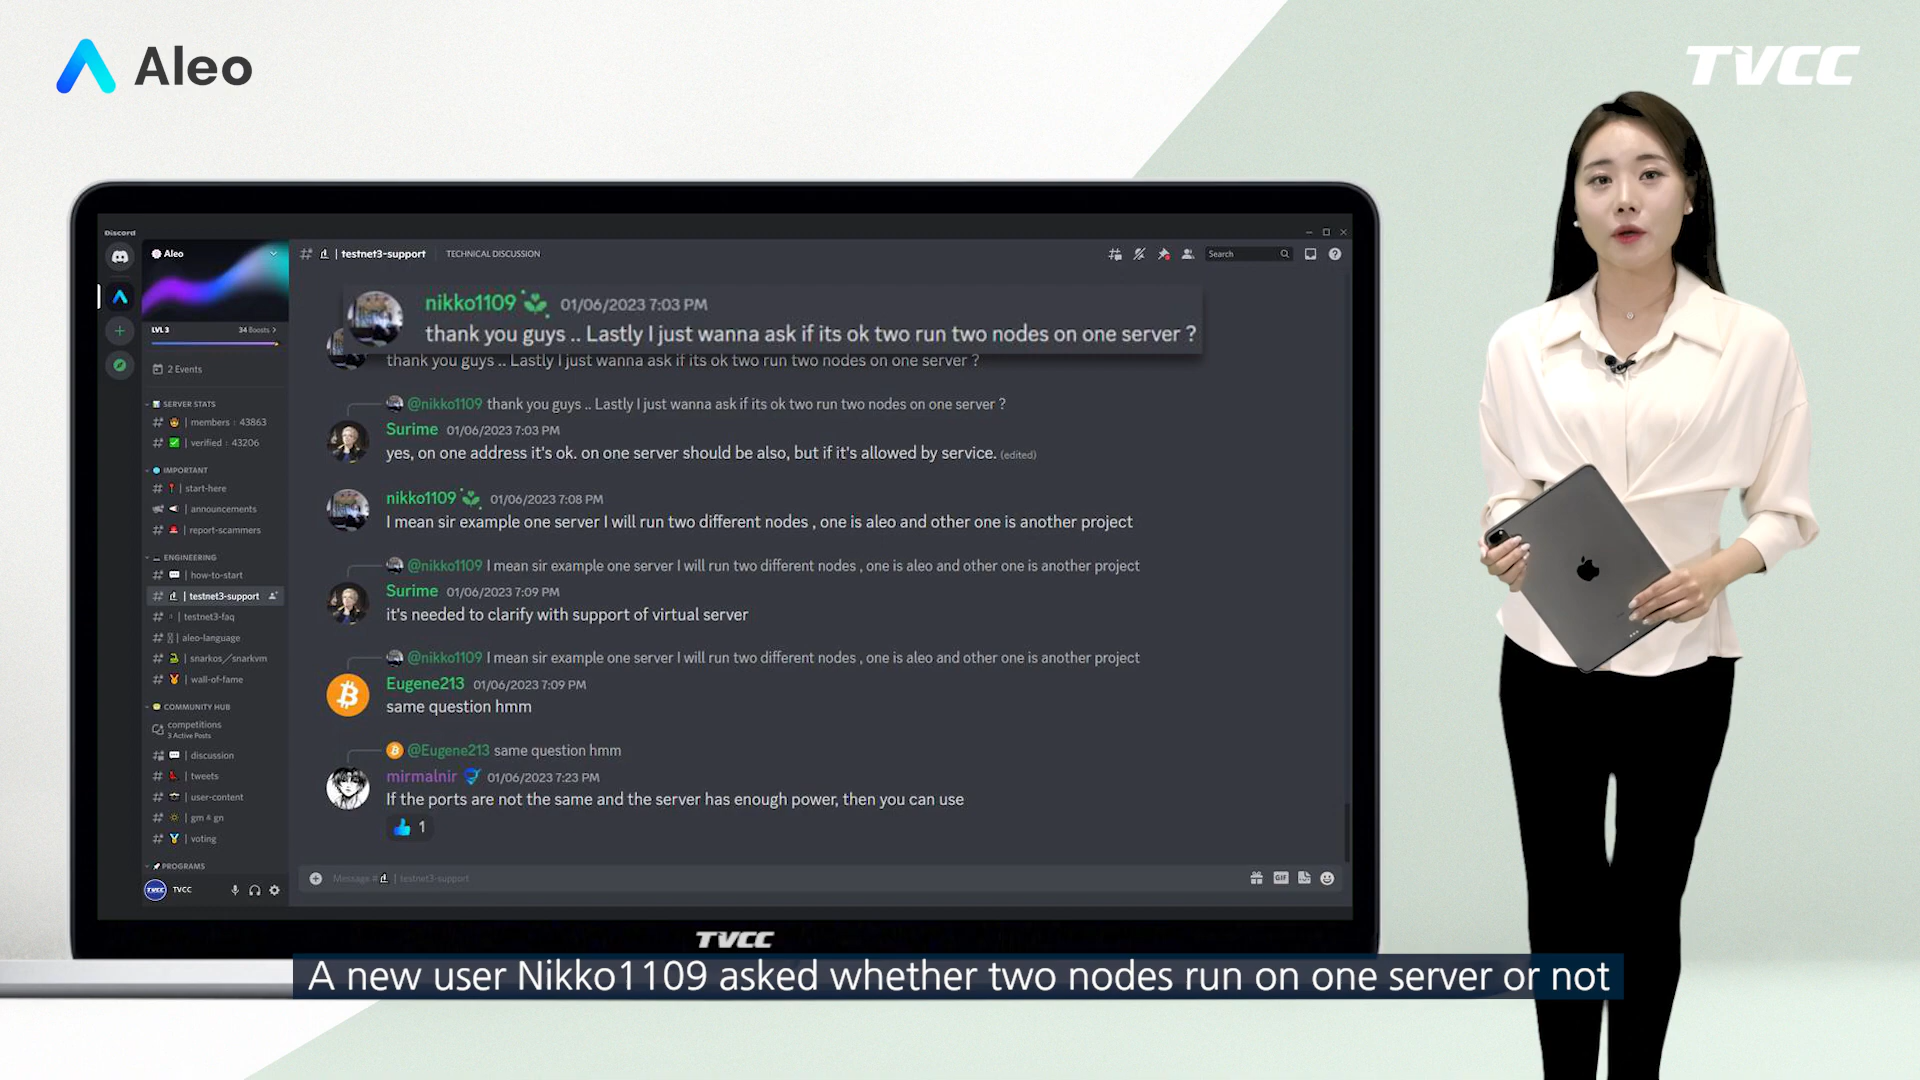 Aleo
TVCC
Discord
Aleo
LVL 3
34 Boosts >
2 Events
SERVER STATS
| members : 43863
| verified : 43206
IMPORTANT
| start-here
| announcements
| report-scammers
ENGINEERING
| how-to-start
| testnet3-support
| testnet3-faq
| aleo-language
| snarkos/snarkvm
| wall-of-fame
COMMUNITY HUB
competitions
3 Active Posts
| discussion
| tweets
| user-content
| gm & gn
| voting
PROGRAMS
TVCC
| testnet3-support
TECHNICAL DISCUSSION
Search
nikko1109 01/06/2023 7:03 PM
thank you guys .. Lastly I just wanna ask if its ok two run two nodes on one server ?
thank you guys .. Lastly I just wanna ask if its ok two run two nodes on one server ?
@nikko1109 thank you guys .. Lastly I just wanna ask if its ok two run two nodes on one server ?
Surime 01/06/2023 7:03 PM
yes, on one address it's ok. on one server should be also, but if it's allowed by service. (edited)
nikko1109 01/06/2023 7:08 PM
I mean sir example one server I will run two different nodes , one is aleo and other one is another project
@nikko1109 I mean sir example one server I will run two different nodes , one is aleo and other one is another project
Surime 01/06/2023 7:09 PM
it's needed to clarify with support of virtual server
@nikko1109 I mean sir example one server I will run two different nodes , one is aleo and other one is another project
Eugene213 01/06/2023 7:09 PM
same question hmm
@Eugene213 same question hmm
mirmalnir 01/06/2023 7:23 PM
If the ports are not the same and the server has enough power, then you can use
1
Message # | testnet3-support
GIF
TVCC
A new user Nikko1109 asked whether two nodes run on one server or not